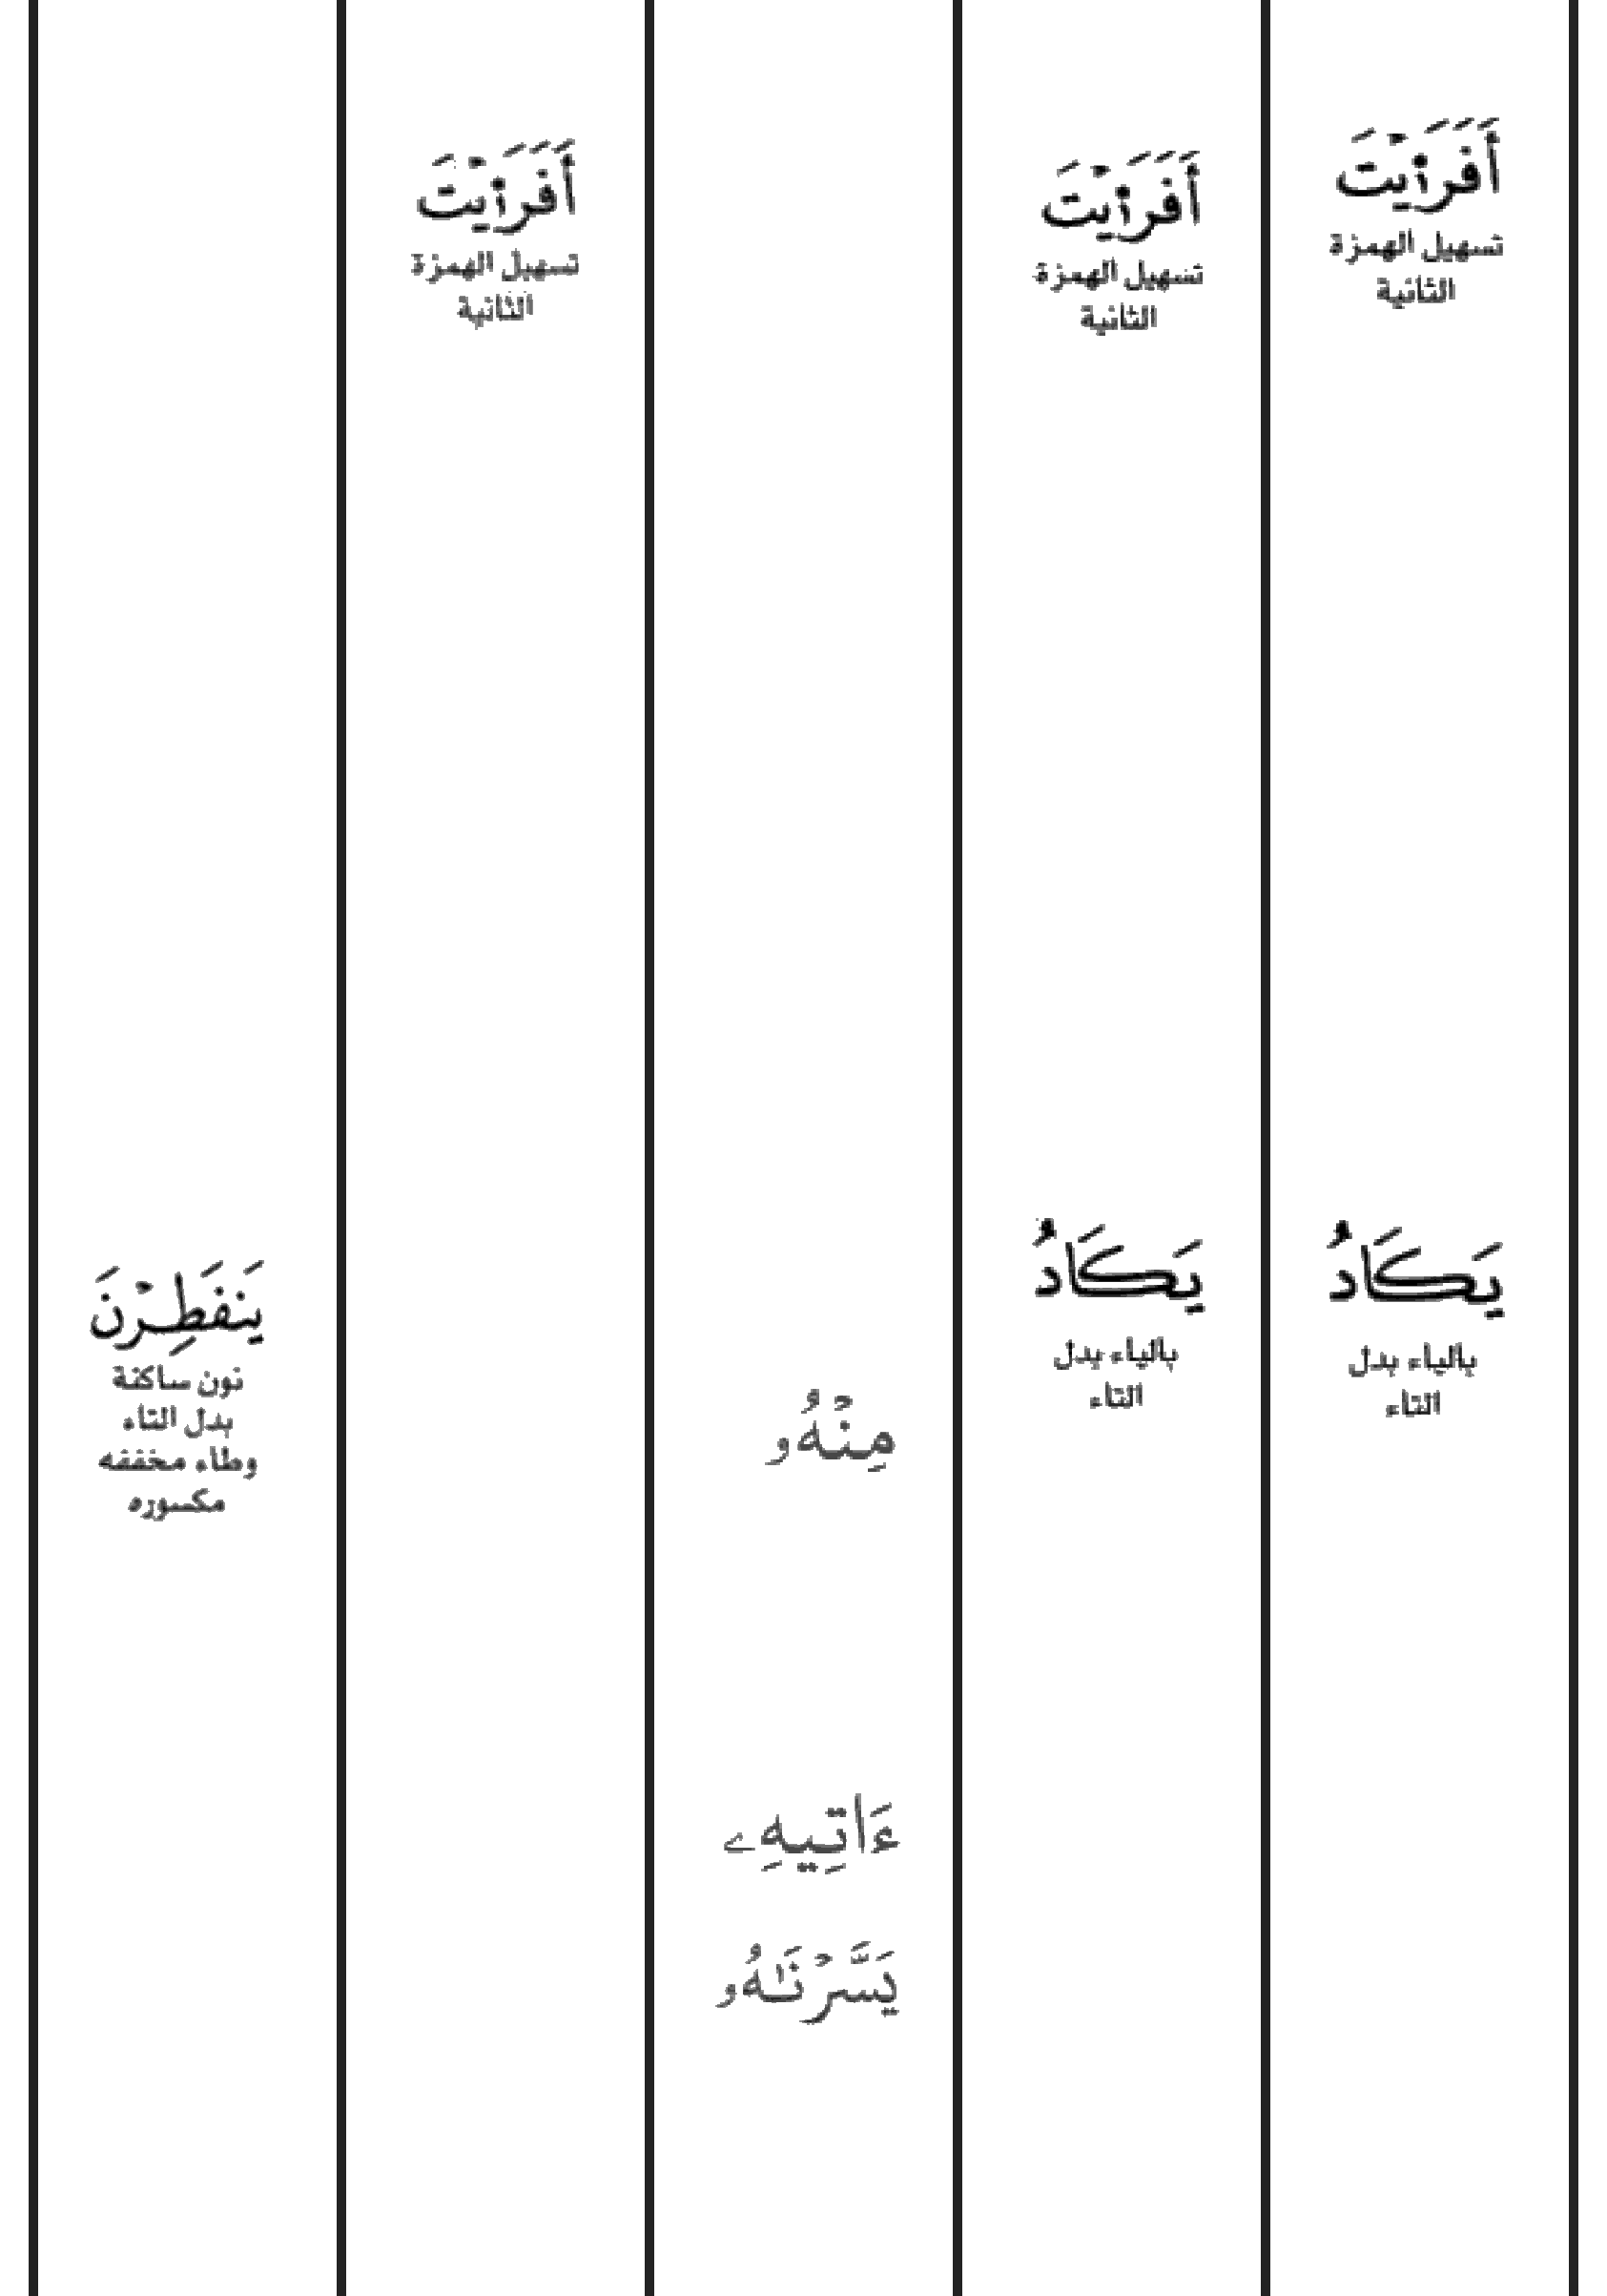 أَفَرَأَيۡتَ
تسهيل الهمزة
الثانية
يَكَادُ
بالياء بدل
التاء
أَفَرَأَيۡتَ
تسهيل الهمزة
الثانية
يَكَادُ
بالياء بدل
التاء
مِنۡهُۥ
ءَاتِيهِۦ
يَسَّرۡنَٰهُۥ
أَفَرَأَيۡتَ
تسهيل الهمزة
الثانية
يَنفَطِرۡنَ
نون ساكنة
بدل التاء
وطاء مخففه
مكسوره